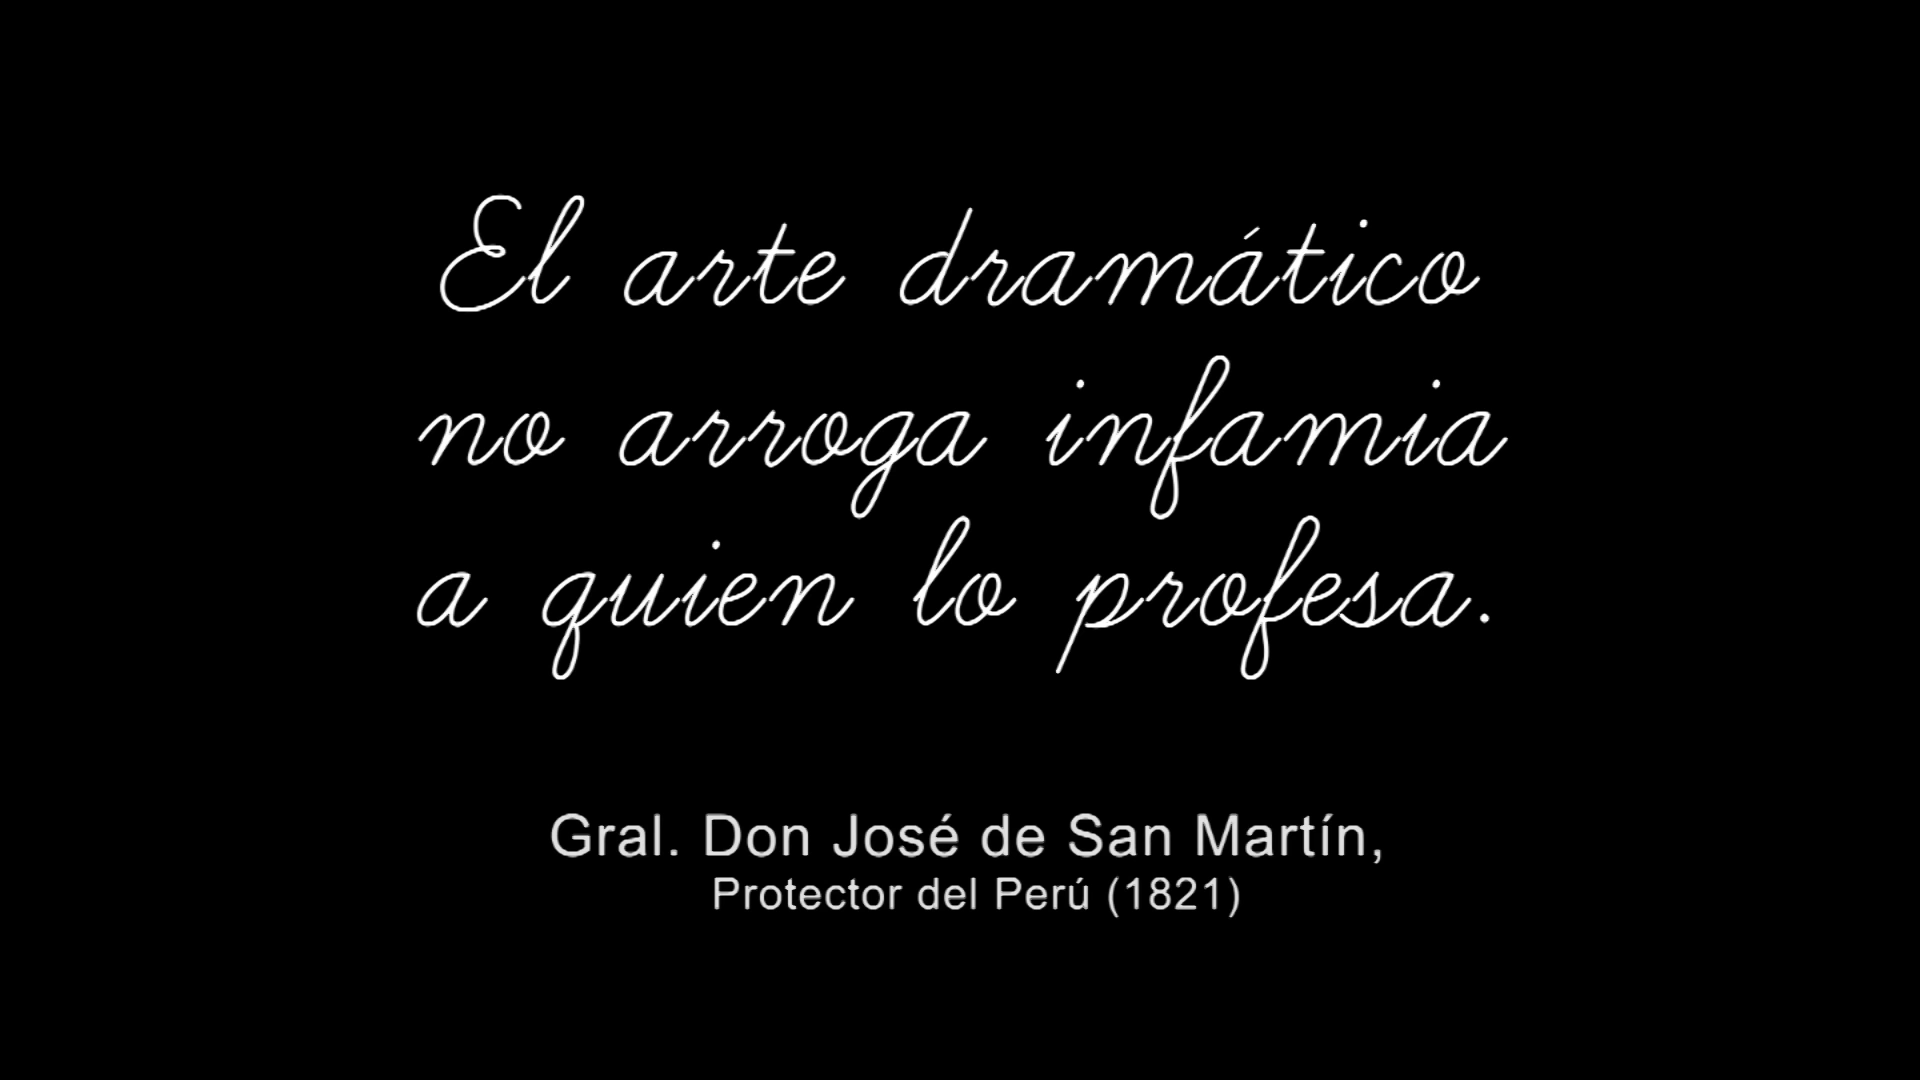 El arte dramático
no arroga infamia
a quien lo profesa.
Gral. Don José de San Martín,
Protector del Perú (1821)